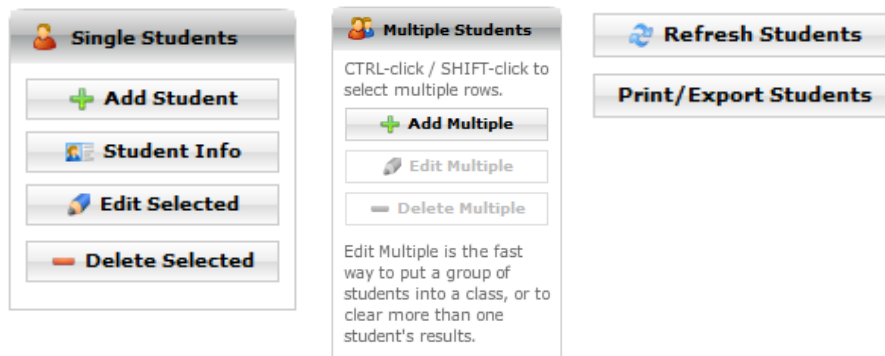 Single Students
Add Student
Student Info
Edit Selected
Delete Selected
Multiple Students
CTRL-click / SHIFT-click to
select multiple rows.
Add Multiple
Edit Multiple
Delete Multiple
Edit Multiple is the fast
way to put a group of
students into a class, or to
clear more than one
student's results.
Refresh Students
Print/Export Students